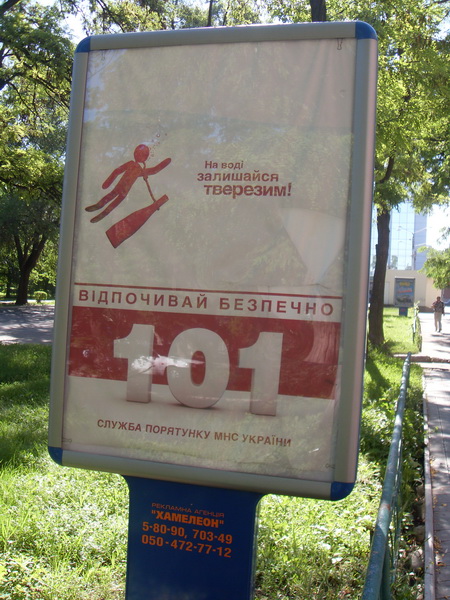 На воді
залишайся
тверезим!
ВІДПОЧИВАЙ БЕЗПЕЧНО
101
СЛУЖБА ПОРЯТУНКУ МНС УКРАЇНИ
РЕКЛАМНА АГЕНЦІЯ
"ХАМЕЛЕОН"
5-80-90, 703-49
050-472-77-12